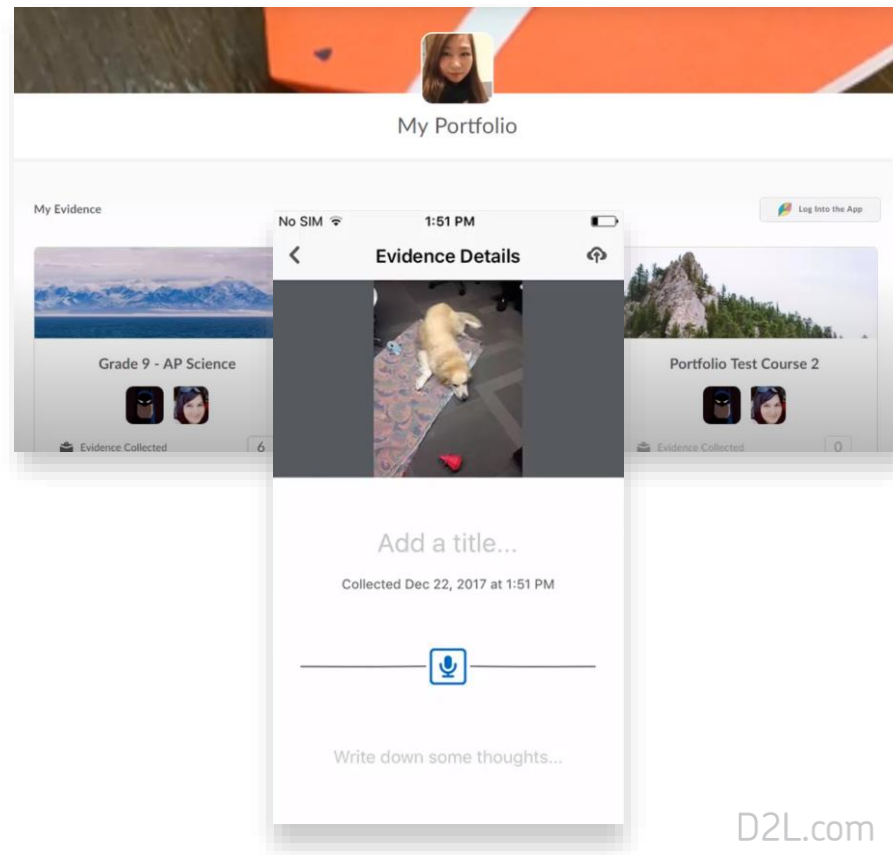 My Portfolio
My Evidence
Log Into the App
Grade 9 - AP Science
Evidence Collected
6
Portfolio Test Course 2
Evidence Collected
0
No SIM
1:51 PM
Evidence Details
Add a title...
Collected Dec 22, 2017 at 1:51 PM
Write down some thoughts...
D2L.com